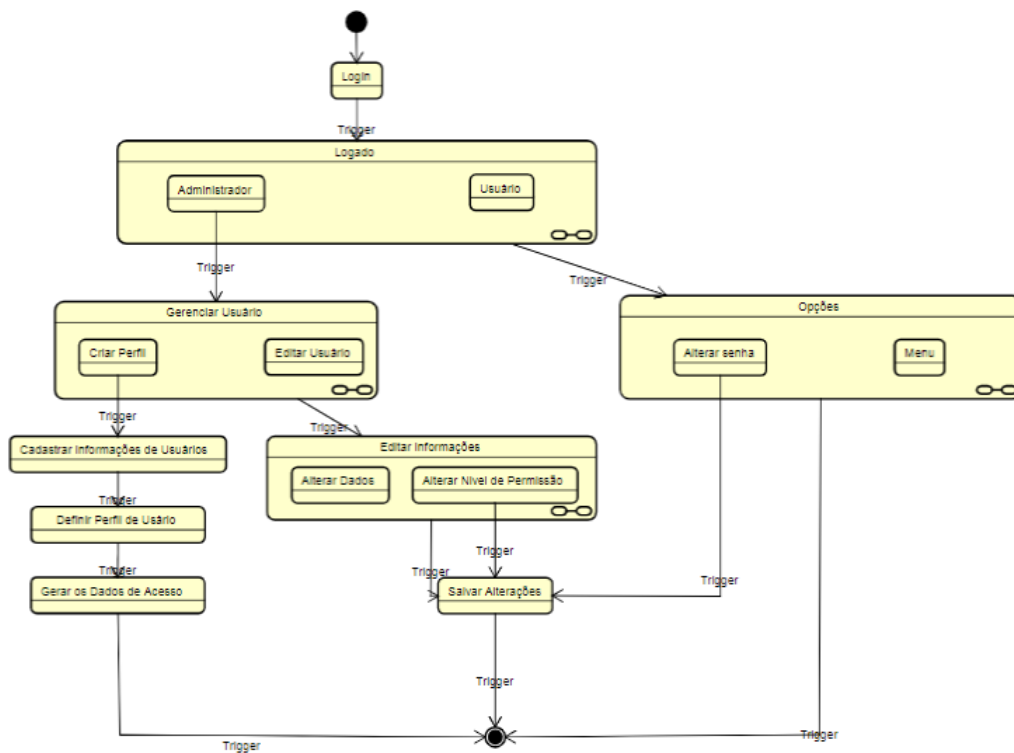 Login
Trigger
Logado
Administrador
Usuário
Trigger
Trigger
Gerenciar Usuário
Criar Perfil
Editar Usuário
Opções
Alterar senha
Menu
Trigger
Trigger
Cadastrar Informações de Usuários
Editar Informações
Alterar Dados
Alterar Nivel de Permissão
Trigger
Definir Perfil de Usário
Trigger
Trigger
Trigger
Trigger
Gerar os Dados de Acesso
Salvar Alterações
Trigger
Trigger
Trigger